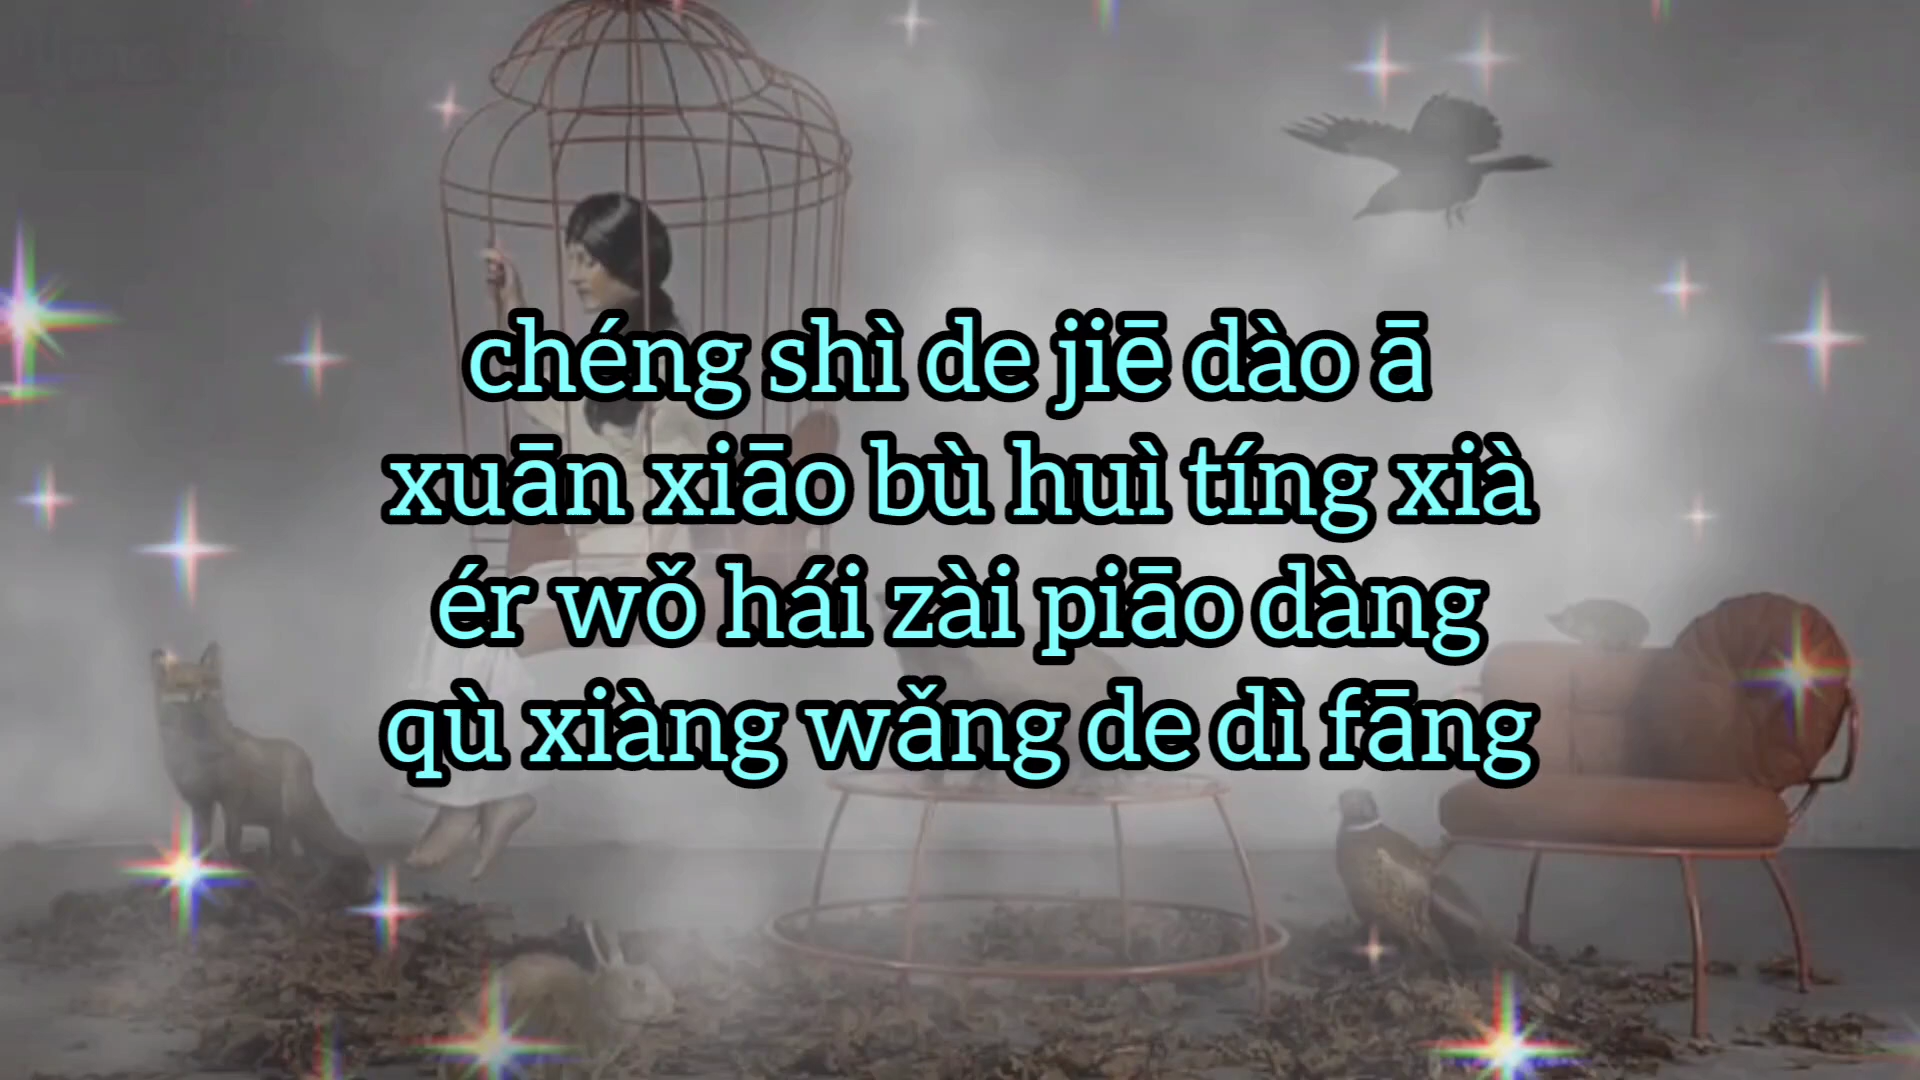 chéng shì de jiē dào ā
xuān xiāo bù huì tíng xià
ér wǒ hái zài piāo dàng
qù xiàng wǎng de dì fāng